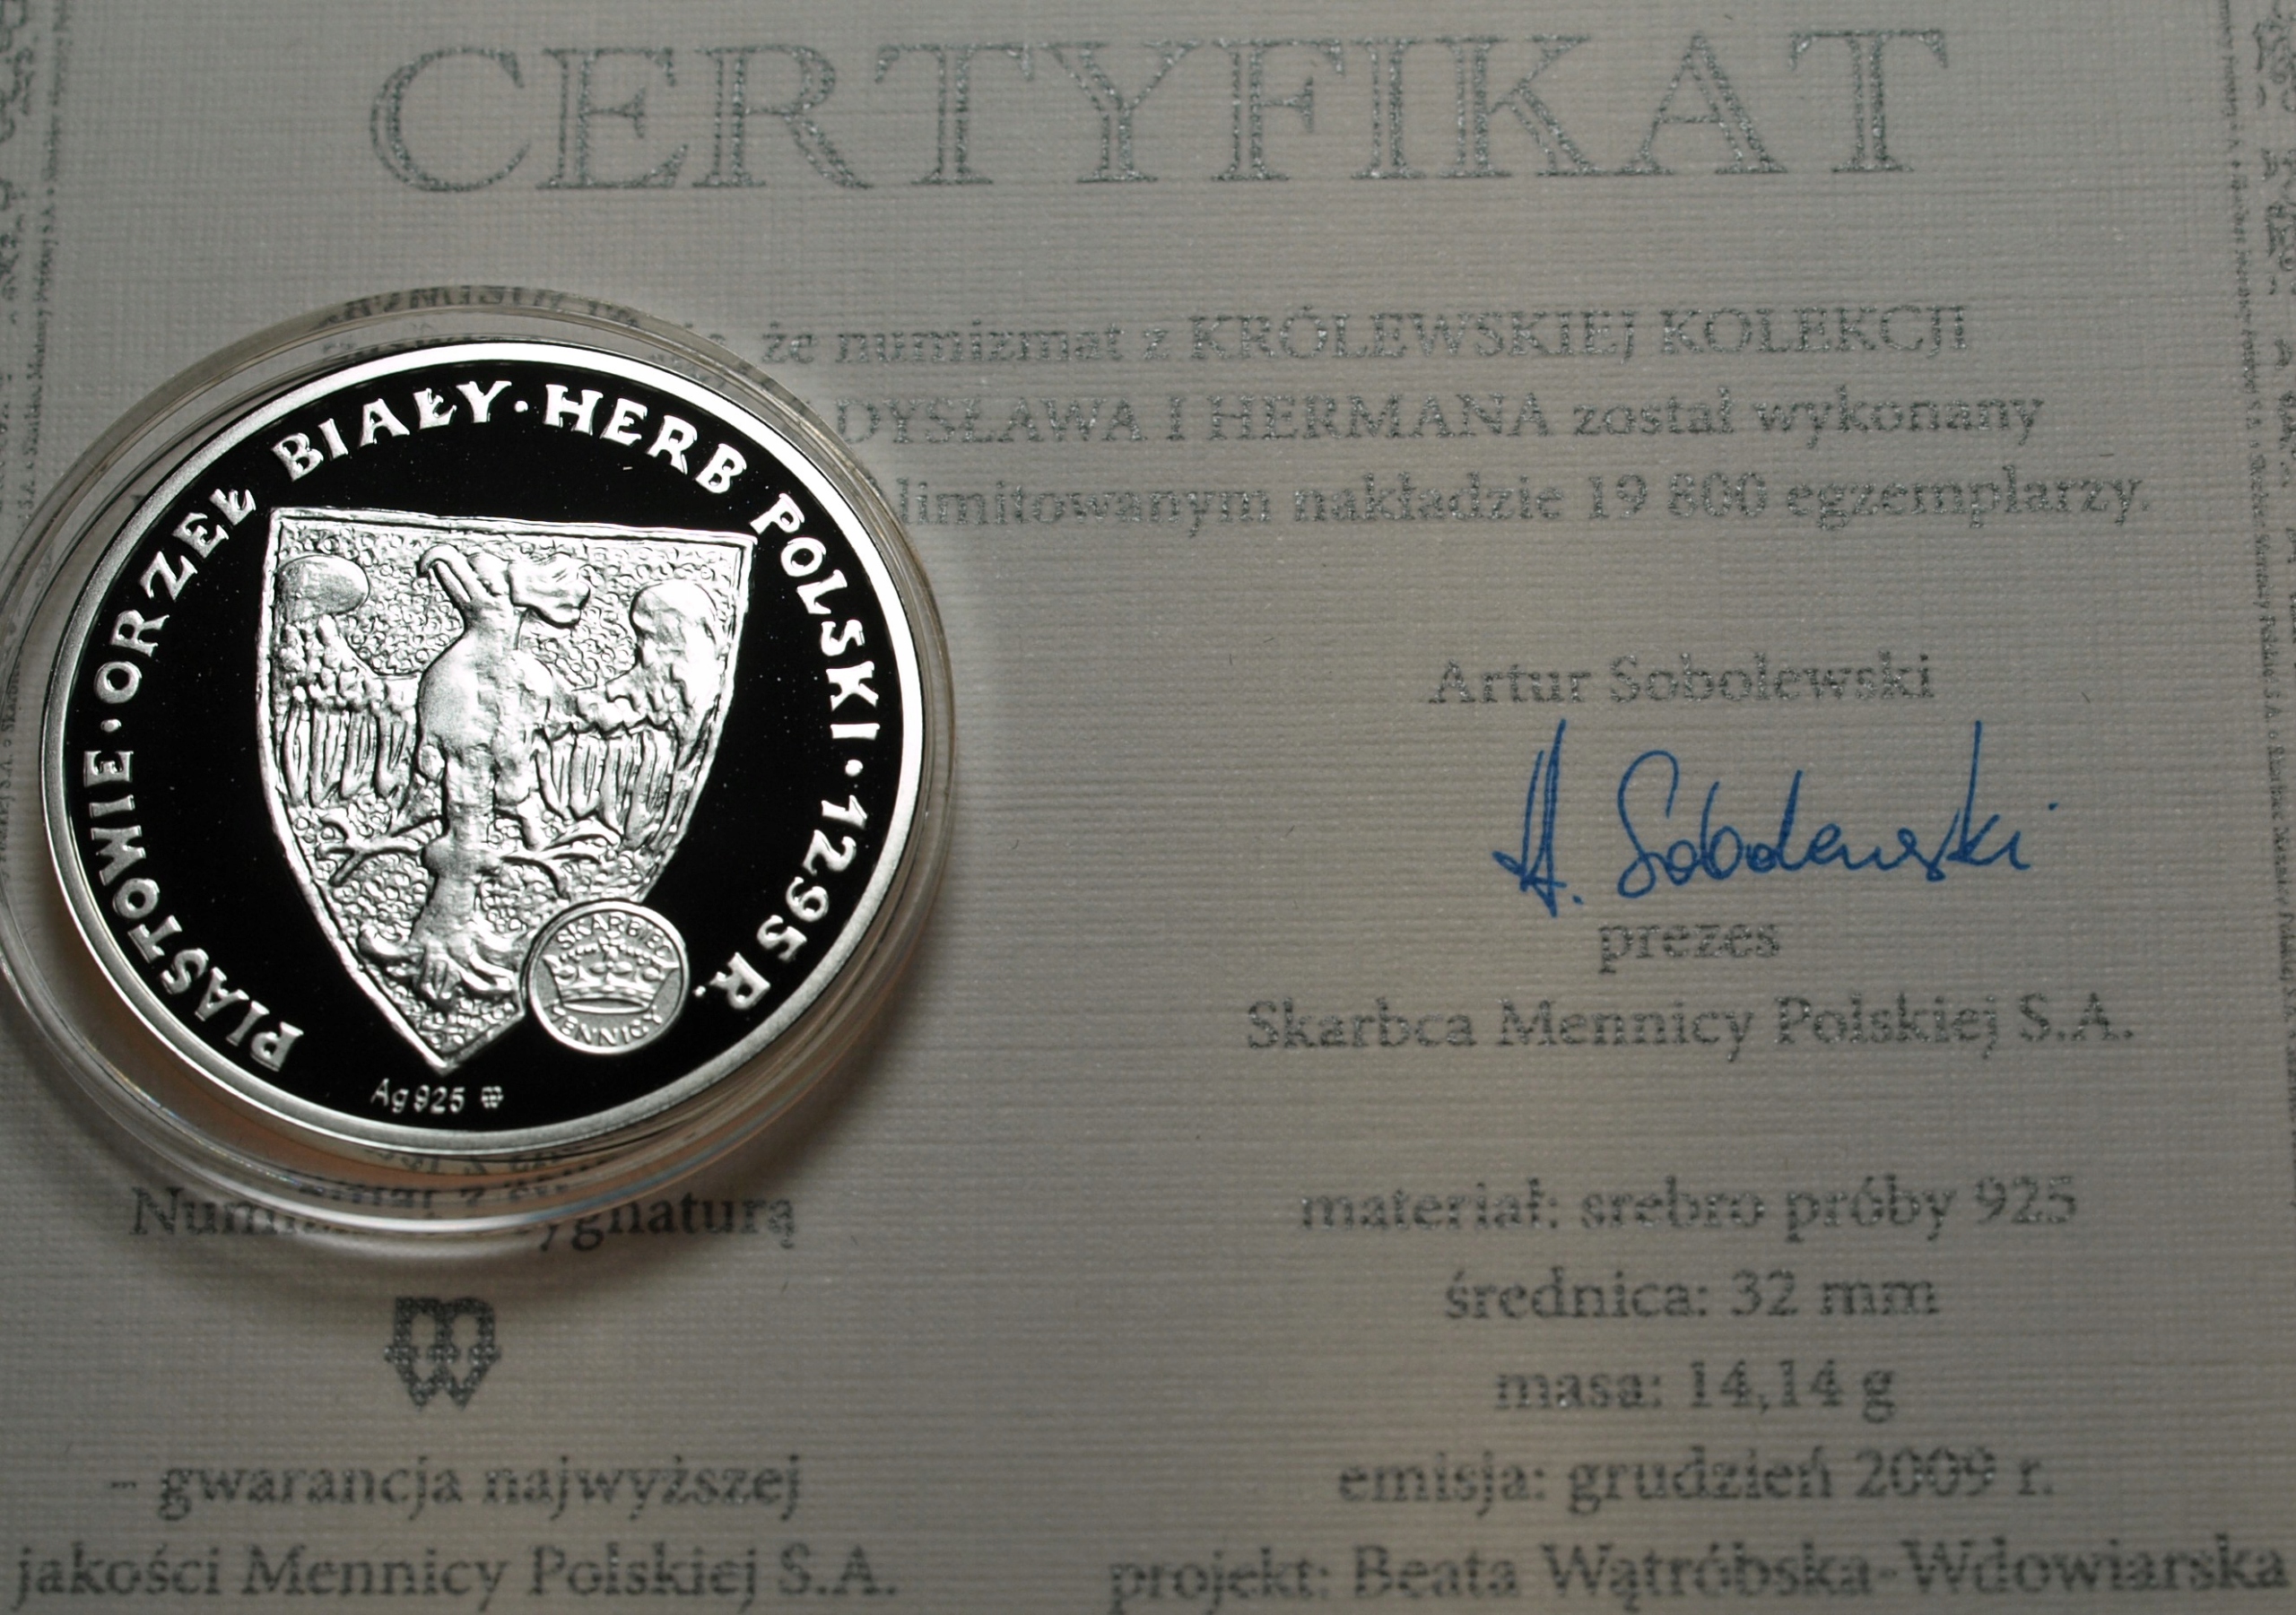 CERTYFIKAT
że numizmat z KRÓLEWSKIEJ KOLEKCJI
DYSŁAWA I HERMANA został wykonany
limitowanym nakładzie 19 800 egzemplarzy.
PIASTOWIE · ORZEŁ BIAŁY · HERB POLSKI · 1295 R.
SKARBIEC
MENNICY
Ag 925
Artur Sobolewski
A. Sobolewski
prezes
Skarbca Mennicy Polskiej S.A.
ygnaturą
– gwarancja najwyższej
jakości Mennicy Polskiej S.A.
materiał: srebro próby 925
średnica: 32 mm
masa: 14,14 g
emisja: grudzień 2009 r.
projekt: Beata Wątróbska-Wdowiarska